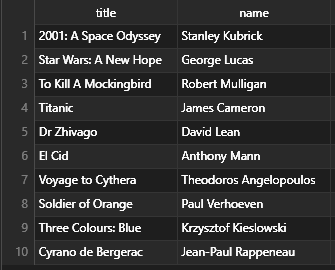 title name
1 2001: A Space Odyssey Stanley Kubrick
2 Star Wars: A New Hope George Lucas
3 To Kill A Mockingbird Robert Mulligan
4 Titanic James Cameron
5 Dr Zhivago David Lean
6 El Cid Anthony Mann
7 Voyage to Cythera Theodoros Angelopoulos
8 Soldier of Orange Paul Verhoeven
9 Three Colours: Blue Krzysztof Kieslowski
10 Cyrano de Bergerac Jean-Paul Rappeneau